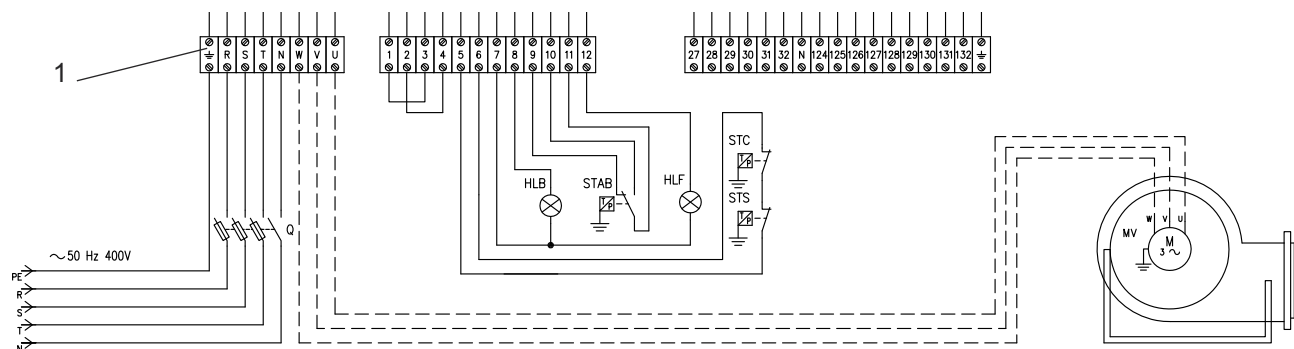 1
R S T N W V U
1 2 3 4 5 6 7 8 9 10 11 12
27 28 29 30 31 32 N 124 125 126 127 128 129 130 131 132
STC
T P
HLB
STAB
T P
HLF
STS
T P
Q
~50 Hz 400V
PE
R
S
T
N
W V U
MV
M
3 ~